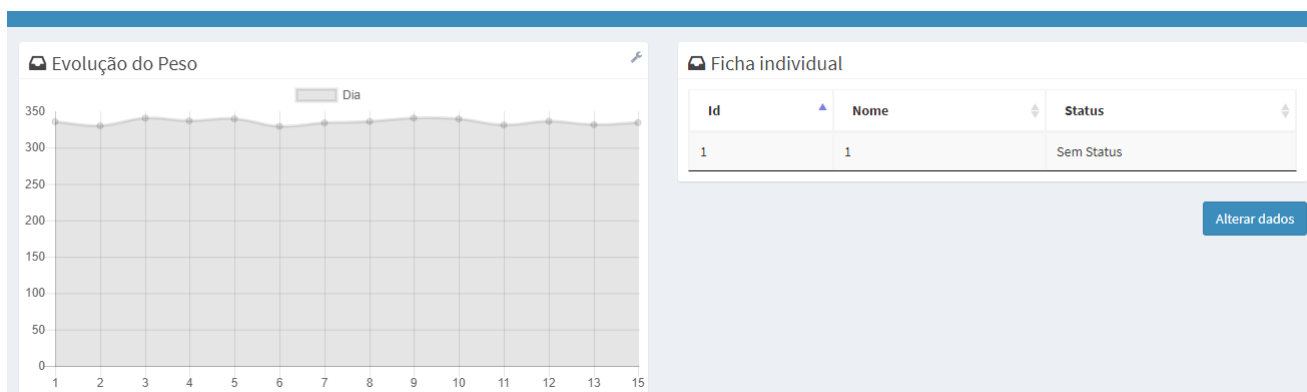 Evolução do Peso
Dia
350
300
250
200
150
100
50
0
1 2 3 4 5 6 7 8 9 10 11 12 13 15
Ficha individual
Id Nome Status
1 1 Sem Status
Alterar dados